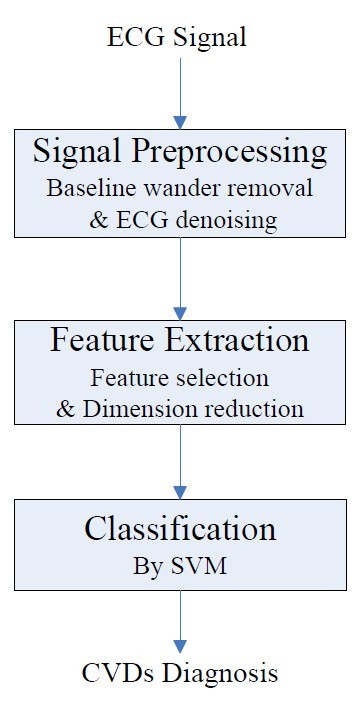 ECG Signal
Signal Preprocessing
Baseline wander removal
& ECG denoising
Feature Extraction
Feature selection
& Dimension reduction
Classification
By SVM
CVDs Diagnosis